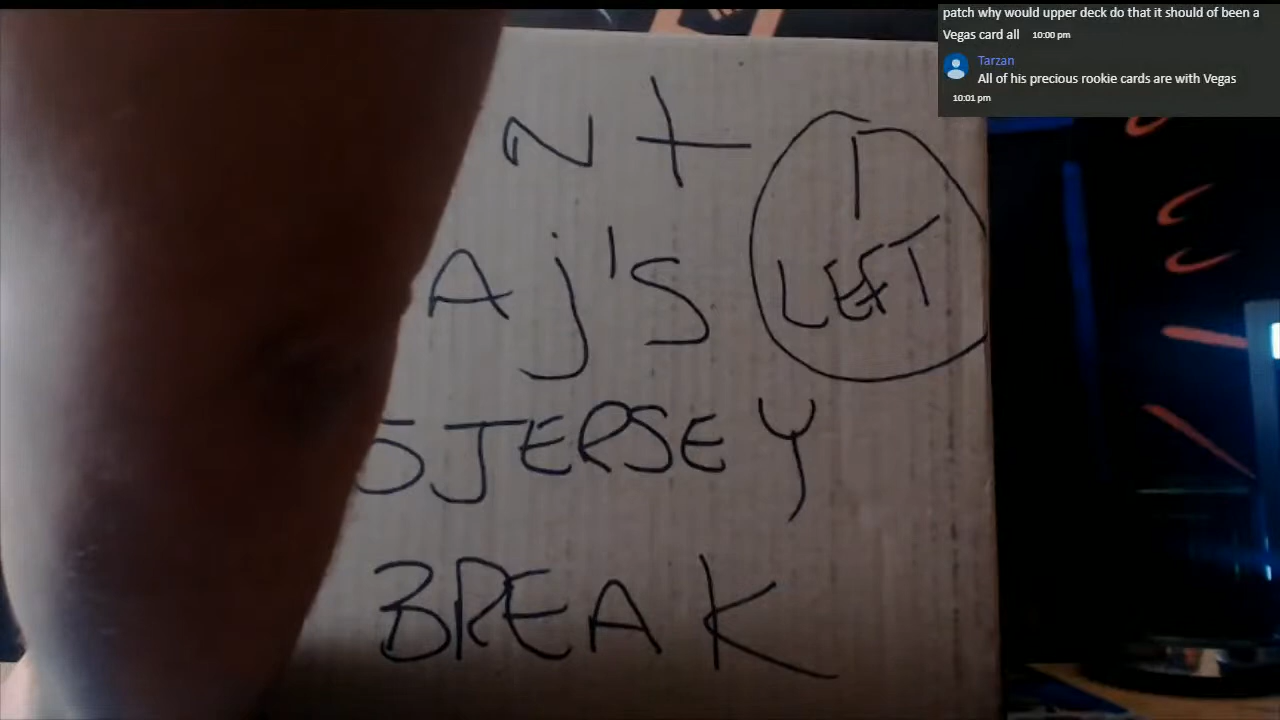 patch why would upper deck do that it should of been a
Vegas card all 10:00 pm
Tarzan
All of his precious rookie cards are with Vegas
10:01 pm
N +
AJ's
1
LEFT
5 JERSEY
BREAK